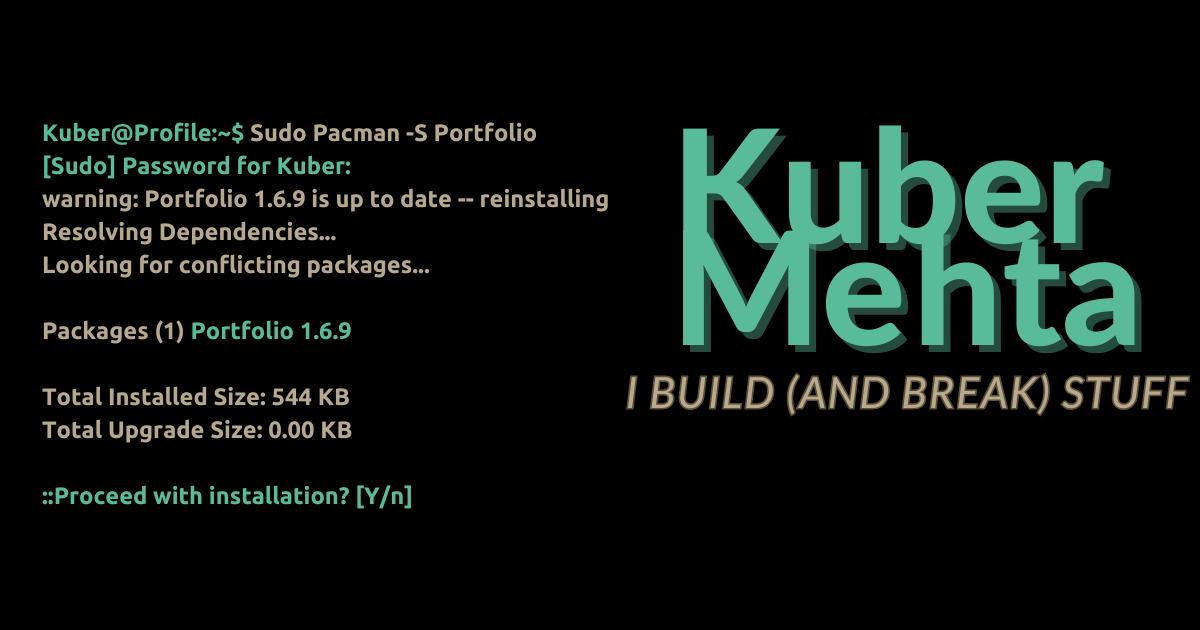 Kuber@Profile:~$ Sudo Pacman -S Portfolio
[Sudo] Password for Kuber:
warning: Portfolio 1.6.9 is up to date -- reinstalling
Resolving Dependencies...
Looking for conflicting packages...
Packages (1) Portfolio 1.6.9
Total Installed Size: 544 KB
Total Upgrade Size: 0.00 KB
::Proceed with installation? [Y/n]
Kuber
Mehta
I BUILD (AND BREAK) STUFF